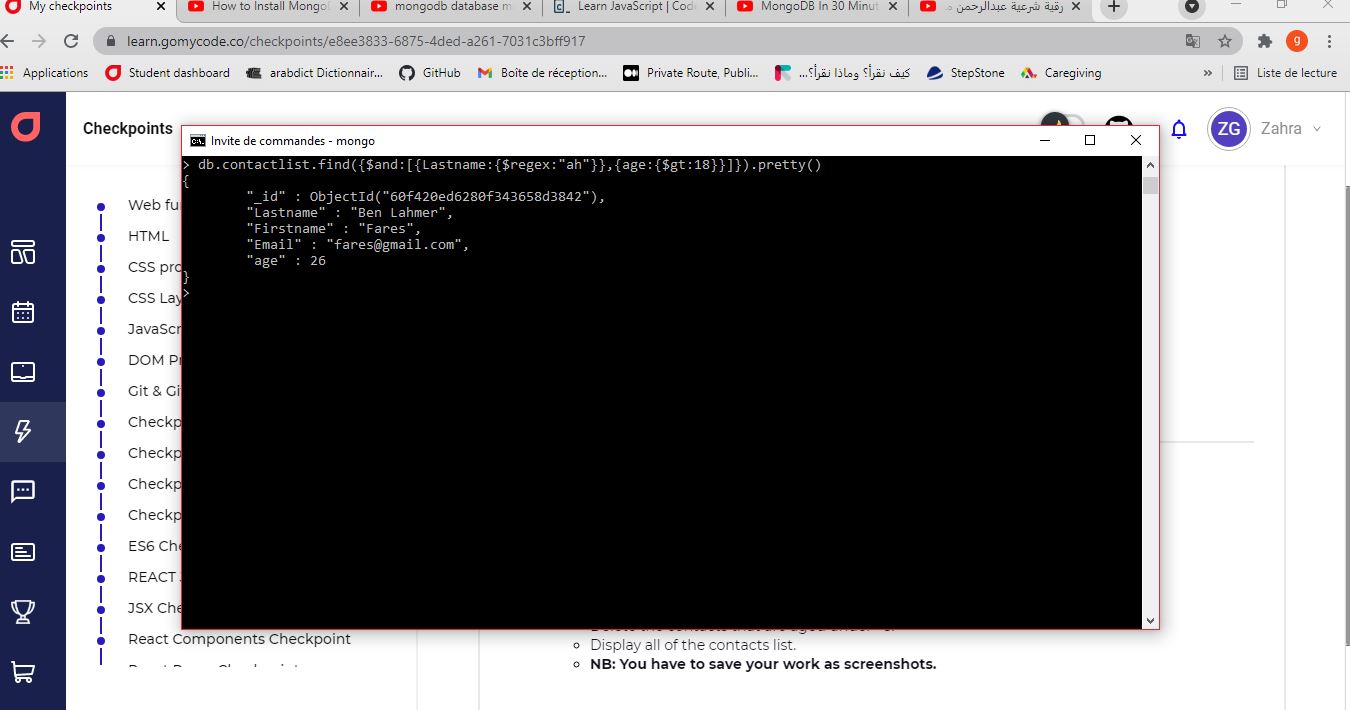 My checkpoints
How to Install Mongo
mongodb database m
Learn JavaScript | Cod
MongoDB In 30 Minut
رقية شرعية عبدالرحمن م
learn.gomycode.co/checkpoints/e8ee3833-6875-4ded-a261-7031c3bff917
g
Applications
Student dashboard
arabdict Dictionnair...
GitHub
Boîte de réception...
Private Route, Publi...
كيف نقرأ؟ وماذا نقرأ؟...
StepStone
Caregiving
»
Liste de lecture
Checkpoints
ZG
Zahra
Invite de commandes - mongo
> db.contactlist.find({$and:[{Lastname:{$regex:"ah"}},{age:{$gt:18}}]}).pretty()
{
"_id" : ObjectId("60f420ed6280f343658d3842"),
"Lastname" : "Ben Lahmer",
"Firstname" : "Fares",
"Email" : "fares@gmail.com",
"age" : 26
}
>
Web fu
HTML
CSS pro
CSS Lay
JavaScr
DOM Pr
Git & Gi
Checkp
Checkp
Checkp
Checkp
ES6 Che
REACT
JSX Che
React Components Checkpoint
Display all of the contacts list.
NB: You have to save your work as screenshots.